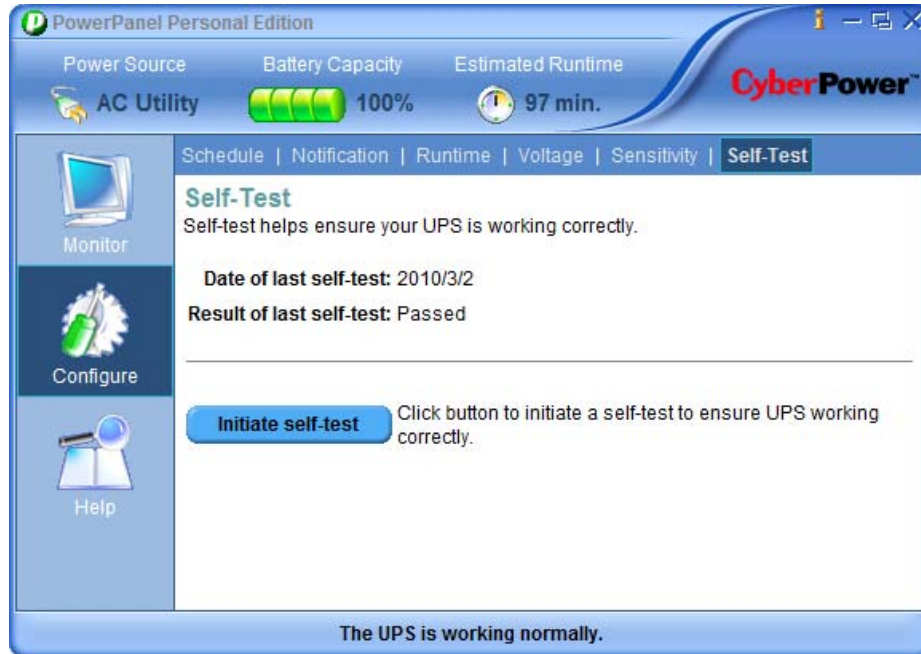 PowerPanel Personal Edition
Power Source
Battery Capacity
Estimated Runtime
AC Utility
100%
97 min.
CyberPower™
Schedule | Notification | Runtime | Voltage | Sensitivity | Self-Test
Monitor
Configure
Help
Self-Test
Self-test helps ensure your UPS is working correctly.
Date of last self-test: 2010/3/2
Result of last self-test: Passed
Initiate self-test
Click button to initiate a self-test to ensure UPS working
correctly.
The UPS is working normally.